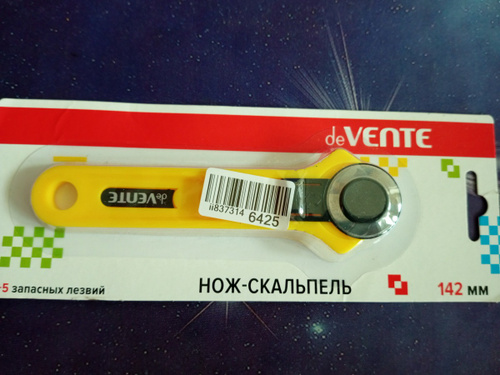 deVENTE
deVENTE
ii837314 6425
НОЖ-СКАЛЬПЕЛЬ
+5 запасных лезвий
142 мм